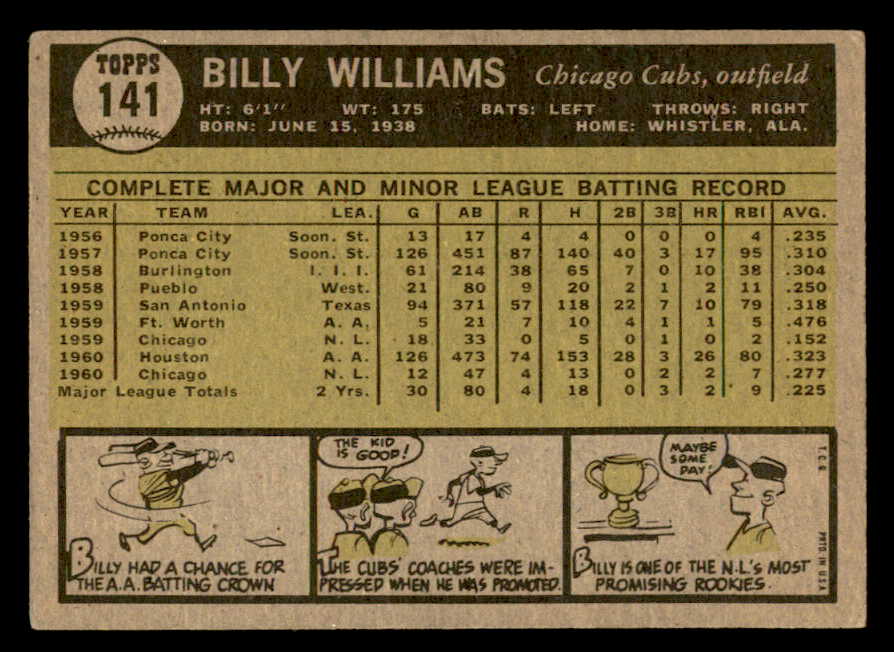 TOPPS
141
BILLY WILLIAMS Chicago Cubs, outfield
HT: 6'1" WT: 175 BATS: LEFT THROWS: RIGHT
BORN: JUNE 15, 1938 HOME: WHISTLER, ALA.
COMPLETE MAJOR AND MINOR LEAGUE BATTING RECORD
YEAR TEAM LEA. G AB R H 2B 3B HR RBI AVG.
1956 Ponca City Soon. St. 13 17 4 4 0 0 0 4 .235
1957 Ponca City Soon. St. 126 451 87 140 40 3 17 95 .310
1958 Burlington I. I. I. 61 214 38 65 7 0 10 38 .304
1958 Pueblo West. 21 80 9 20 2 1 2 11 .250
1959 San Antonio Texas 94 371 57 118 22 7 10 79 .318
1959 Ft. Worth A. A. 5 21 7 10 4 1 1 5 .476
1959 Chicago N. L. 18 33 0 5 0 1 0 2 .152
1960 Houston A. A. 126 473 74 153 28 3 26 80 .323
1960 Chicago N. L. 12 47 4 13 0 2 2 7 .277
Major League Totals 2 Yrs. 30 80 4 18 0 3 2 9 .225
BILLY HAD A CHANCE FOR
THE A.A. BATTING CROWN
THE KID
IS GOOD!
THE CUBS' COACHES WERE IM-
PRESSED WHEN HE WAS PROMOTED.
MAYBE
SOME
DAY!
BILLY IS ONE OF THE N.L.'S MOST
PROMISING ROOKIES.
T.C.G. PRTD. IN U.S.A.